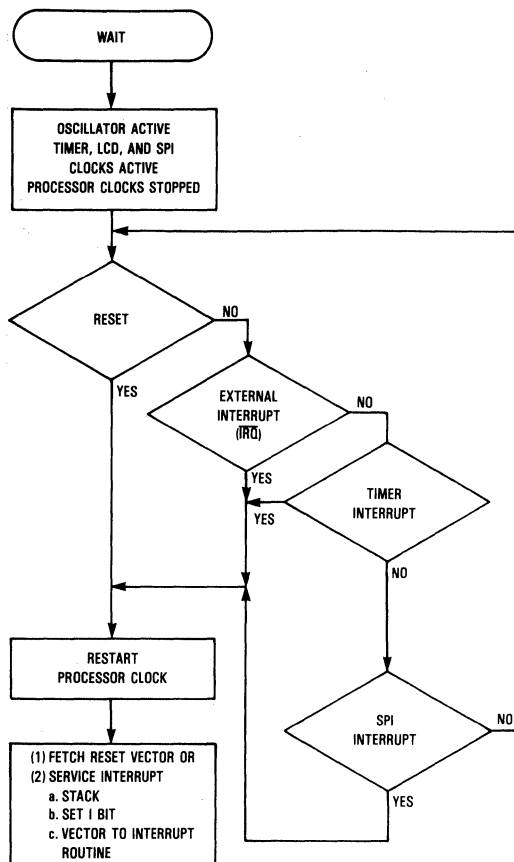 WAIT
OSCILLATOR ACTIVE
TIMER, LCD, AND SPI
CLOCKS ACTIVE
PROCESSOR CLOCKS STOPPED
RESET
NO
YES
EXTERNAL
INTERRUPT
(IRQ)
NO
YES
TIMER
INTERRUPT
YES
NO
RESTART
PROCESSOR CLOCK
SPI
INTERRUPT
NO
YES
(1) FETCH RESET VECTOR OR
(2) SERVICE INTERRUPT
a. STACK
b. SET I BIT
c. VECTOR TO INTERRUPT
ROUTINE